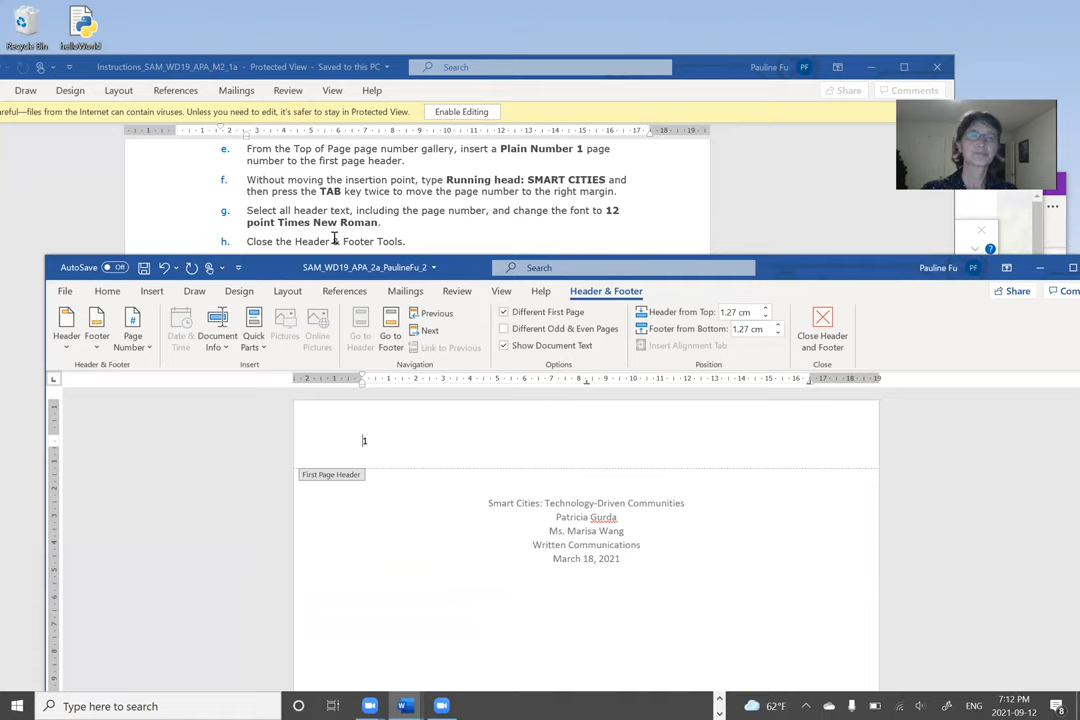 Recycle Bin
helloWorld
Instructions_SAM_WD19_APA_M2_1a - Protected View • Saved to this PC
Search
Pauline Fu
PF
Draw
Design
Layout
References
Mailings
Review
View
Help
Share
Comments
careful—files from the Internet can contain viruses. Unless you need to edit, it's safer to stay in Protected View.
Enable Editing
e. From the Top of Page page number gallery, insert a Plain Number 1 page
number to the first page header.
f. Without moving the insertion point, type Running head: SMART CITIES and
then press the TAB key twice to move the page number to the right margin.
g. Select all header text, including the page number, and change the font to 12
point Times New Roman.
h. Close the Header & Footer Tools.
AutoSave Off
SAM_WD19_APA_2a_PaulineFu_2
Search
Pauline Fu
PF
File
Home
Insert
Draw
Design
Layout
References
Mailings
Review
View
Help
Header & Footer
Share
Com
Header
Footer
Page
Number
Header & Footer
Date &
Time
Document
Info
Quick
Parts
Pictures
Online
Pictures
Insert
Go to
Header
Go to
Footer
Previous
Next
Link to Previous
Navigation
Different First Page
Different Odd & Even Pages
Show Document Text
Options
Header from Top: 1.27 cm
Footer from Bottom: 1.27 cm
Insert Alignment Tab
Position
Close Header
and Footer
Close
1
First Page Header
Smart Cities: Technology-Driven Communities
Patricia Gurda
Ms. Marisa Wang
Written Communications
March 18, 2021
Type here to search
62°F
ENG
7:12 PM
2021-09-12
8